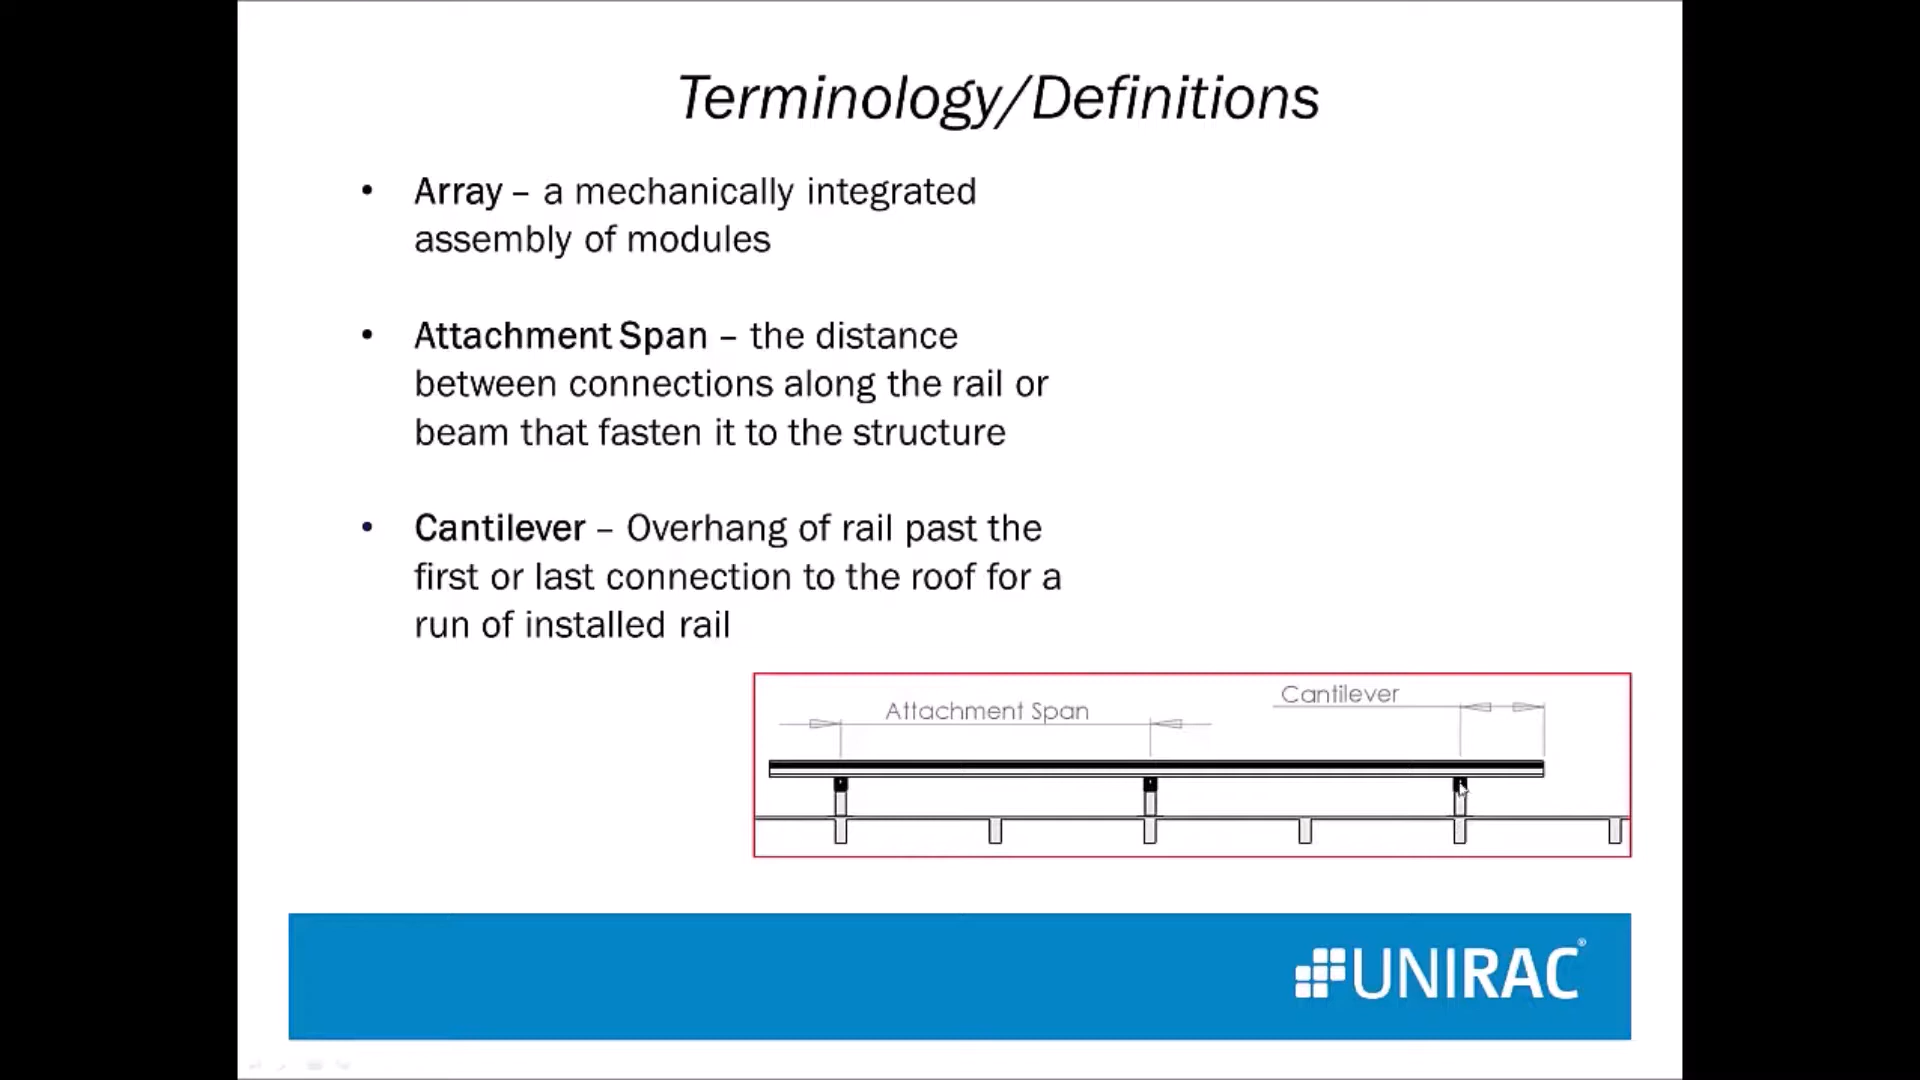 Terminology/Definitions
• Array – a mechanically integrated
assembly of modules
• Attachment Span – the distance
between connections along the rail or
beam that fasten it to the structure
• Cantilever – Overhang of rail past the
first or last connection to the roof for a
run of installed rail
Cantilever
Attachment Span
UNIRAC®